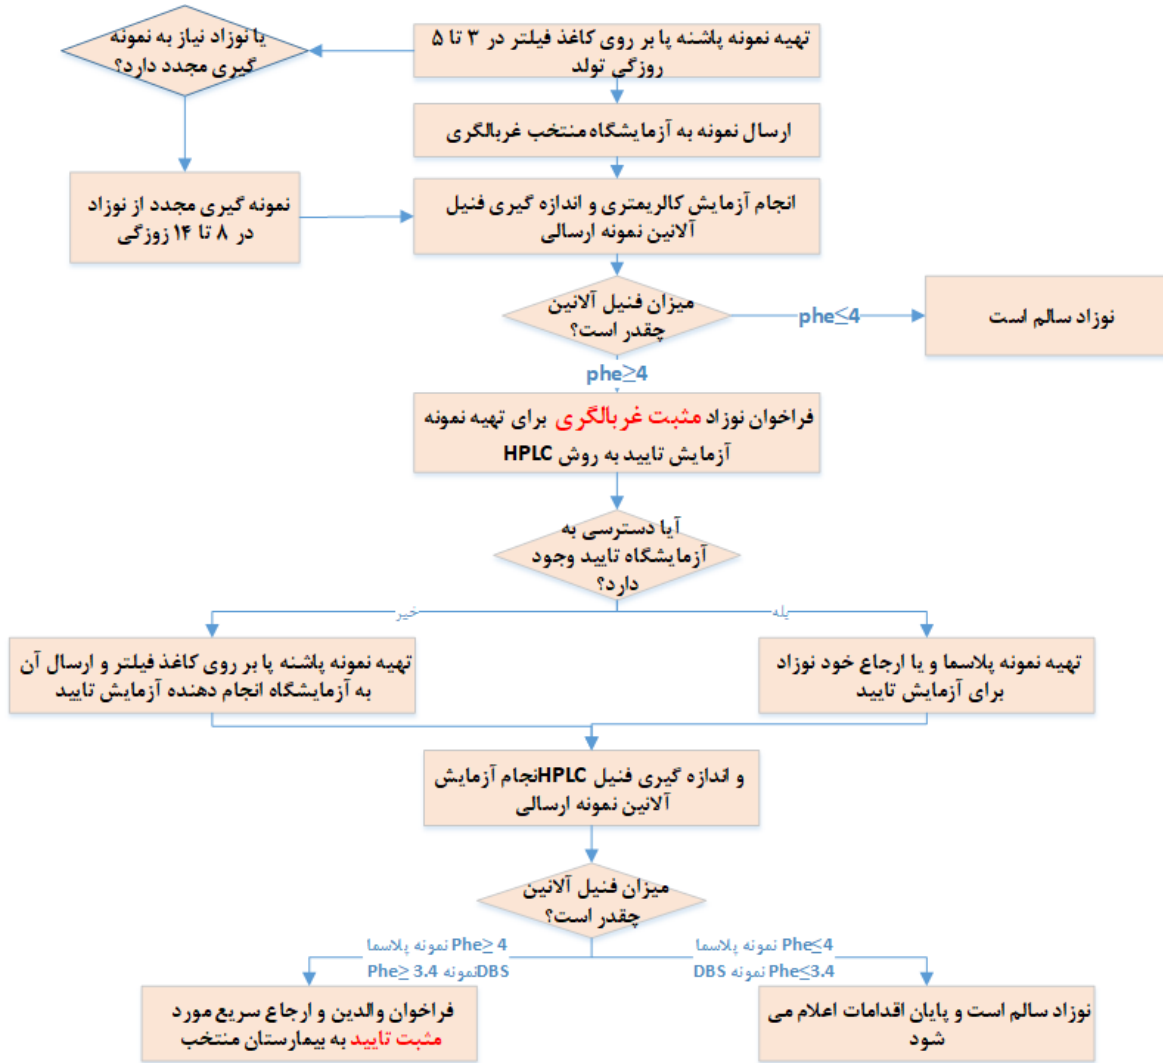 تهیه نمونه پاشنه پا بر روی کاغذ فیلتر در ۳ تا ۵
روزگی تولد
یا نوزاد نیاز به نمونه
گیری مجدد دارد؟
ارسال نمونه به آزمایشگاه منتخب غربالگری
نمونه گیری مجدد از نوزاد
در ۸ تا ۱۴ زوزگی
انجام آزمایش کالریمتری و اندازه گیری فنیل
آلانین نمونه ارسالی
میزان فنیل آلانین
چقدر است؟
phe≤4
نوزاد سالم است
phe≥4
فراخوان نوزاد مثبت غربالگری برای تهیه نمونه
آزمایش تایید به روش HPLC
آیا دسترسی به
آزمایشگاه تایید وجود
دارد؟
بله
خیر
تهیه نمونه پلاسما و یا ارجاع خود نوزاد
برای آزمایش تایید
تهیه نمونه پاشنه پا بر روی کاغذ فیلتر و ارسال آن
به آزمایشگاه انجام دهنده آزمایش تایید
و اندازه گیری فنیل HPLCانجام آزمایش
آلانین نمونه ارسالی
میزان فنیل آلانین
چقدر است؟
Phe≤4 نمونه پلاسما
Phe≤3.4 نمونه DBS
Phe≥ 4 نمونه پلاسما
DBSنمونه Phe≥ 3.4
نوزاد سالم است و پایان اقدامات اعلام می
شود
فراخوان والدین و ارجاع سریع مورد
مثبت تایید به بیمارستان منتخب